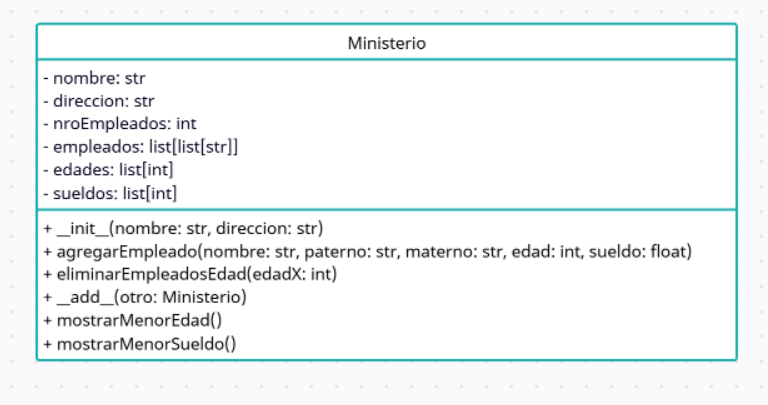 Ministerio
- nombre: str
- direccion: str
- nroEmpleados: int
- empleados: list[list[str]]
- edades: list[int]
- sueldos: list[int]
+ __init__(nombre: str, direccion: str)
+ agregarEmpleado(nombre: str, paterno: str, materno: str, edad: int, sueldo: float)
+ eliminarEmpleadosEdad(edadX: int)
+ __add__(otro: Ministerio)
+ mostrarMenorEdad()
+ mostrarMenorSueldo()